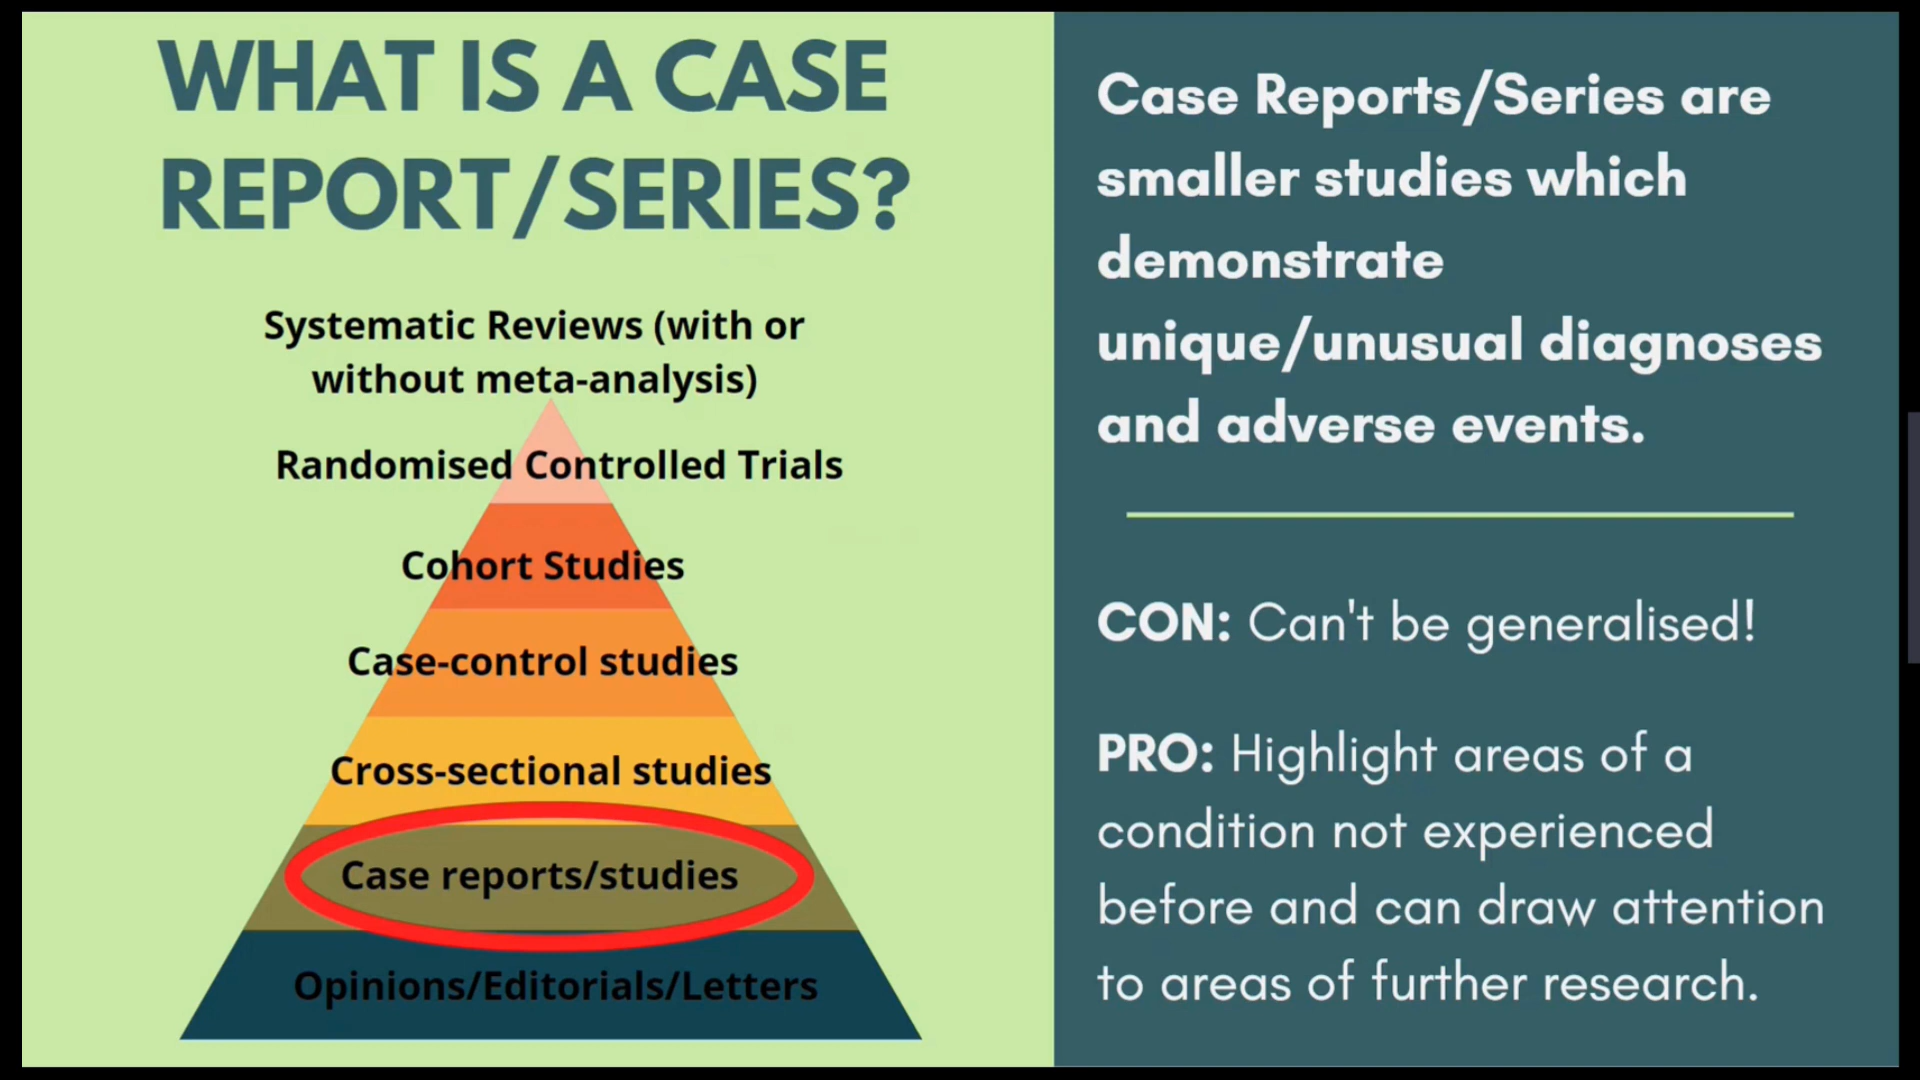 WHAT IS A CASE
REPORT/SERIES?
Systematic Reviews (with or
without meta-analysis)
Randomised Controlled Trials
Cohort Studies
Case-control studies
Cross-sectional studies
Case reports/studies
Opinions/Editorials/Letters
Case Reports/Series are
smaller studies which
demonstrate
unique/unusual diagnoses
and adverse events.
CON: Can't be generalised!
PRO: Highlight areas of a
condition not experienced
before and can draw attention
to areas of further research.